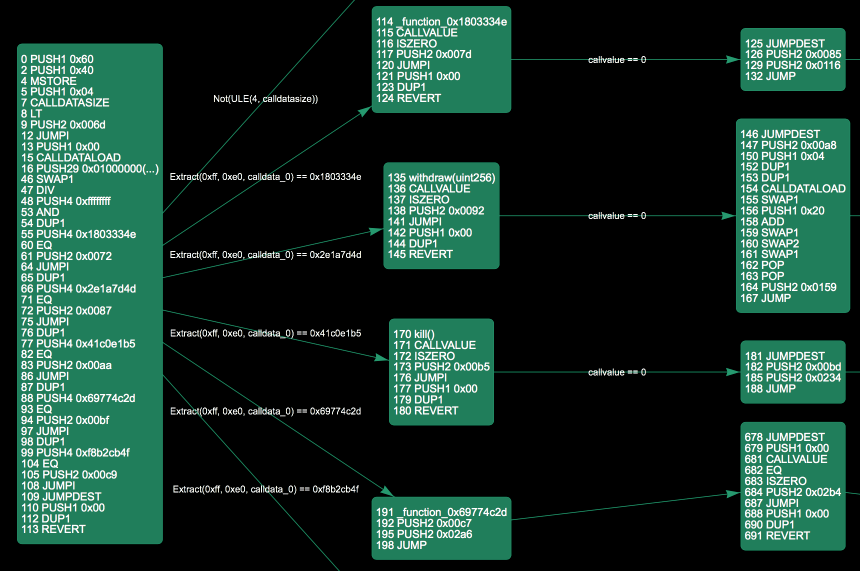 0 PUSH1 0x60
2 PUSH1 0x40
4 MSTORE
5 PUSH1 0x04
7 CALLDATASIZE
8 LT
9 PUSH2 0x006d
12 JUMPI
13 PUSH1 0x00
15 CALLDATALOAD
16 PUSH29 0x01000000(...)
46 SWAP1
47 DIV
48 PUSH4 0xffffffff
53 AND
54 DUP1
55 PUSH4 0x1803334e
60 EQ
61 PUSH2 0x0072
64 JUMPI
65 DUP1
66 PUSH4 0x2e1a7d4d
71 EQ
72 PUSH2 0x0087
75 JUMPI
76 DUP1
77 PUSH4 0x41c0e1b5
82 EQ
83 PUSH2 0x00aa
86 JUMPI
87 DUP1
88 PUSH4 0x69774c2d
93 EQ
94 PUSH2 0x00bf
97 JUMPI
98 DUP1
99 PUSH4 0xf8b2cb4f
104 EQ
105 PUSH2 0x00c9
108 JUMPI
109 JUMPDEST
110 PUSH1 0x00
112 DUP1
113 REVERT
Not(ULE(4, calldatasize))
Extract(0xff, 0xe0, calldata_0) == 0x1803334e
Extract(0xff, 0xe0, calldata_0) == 0x2e1a7d4d
Extract(0xff, 0xe0, calldata_0) == 0x41c0e1b5
Extract(0xff, 0xe0, calldata_0) == 0x69774c2d
Extract(0xff, 0xe0, calldata_0) == 0xf8b2cb4f
114 _function_0x1803334e
115 CALLVALUE
116 ISZERO
117 PUSH2 0x007d
120 JUMPI
121 PUSH1 0x00
123 DUP1
124 REVERT
callvalue == 0
125 JUMPDEST
126 PUSH2 0x0085
129 PUSH2 0x0116
132 JUMP
135 withdraw(uint256)
136 CALLVALUE
137 ISZERO
138 PUSH2 0x0092
141 JUMPI
142 PUSH1 0x00
144 DUP1
145 REVERT
callvalue == 0
146 JUMPDEST
147 PUSH2 0x00a8
150 PUSH1 0x04
152 DUP1
153 DUP1
154 CALLDATALOAD
155 SWAP1
156 PUSH1 0x20
158 ADD
159 SWAP1
160 SWAP2
161 SWAP1
162 POP
163 POP
164 PUSH2 0x0159
167 JUMP
170 kill()
171 CALLVALUE
172 ISZERO
173 PUSH2 0x00b5
176 JUMPI
177 PUSH1 0x00
179 DUP1
180 REVERT
callvalue == 0
181 JUMPDEST
182 PUSH2 0x00bd
185 PUSH2 0x0234
188 JUMP
191 _function_0x69774c2d
192 PUSH2 0x00c7
195 PUSH2 0x02a6
198 JUMP
678 JUMPDEST
679 PUSH1 0x00
681 CALLVALUE
682 EQ
683 ISZERO
684 PUSH2 0x02b4
687 JUMPI
688 PUSH1 0x00
690 DUP1
691 REVERT